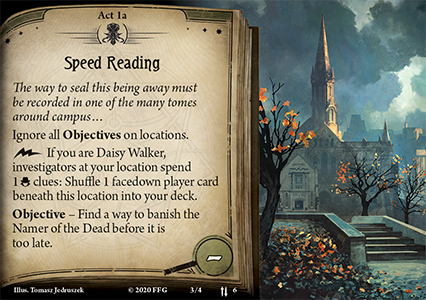 Act 1a
Speed Reading
The way to seal this being away must
be recorded in one of the many tomes
around campus…
Ignore all Objectives on locations.
If you are Daisy Walker,
investigators at your location spend
1 clues: Shuffle 1 facedown player card
beneath this location into your deck.
Objective – Find a way to banish the
Namer of the Dead before it is
too late.
–
Illus. Tomasz Jedruszek © 2020 FFG 3/4 6